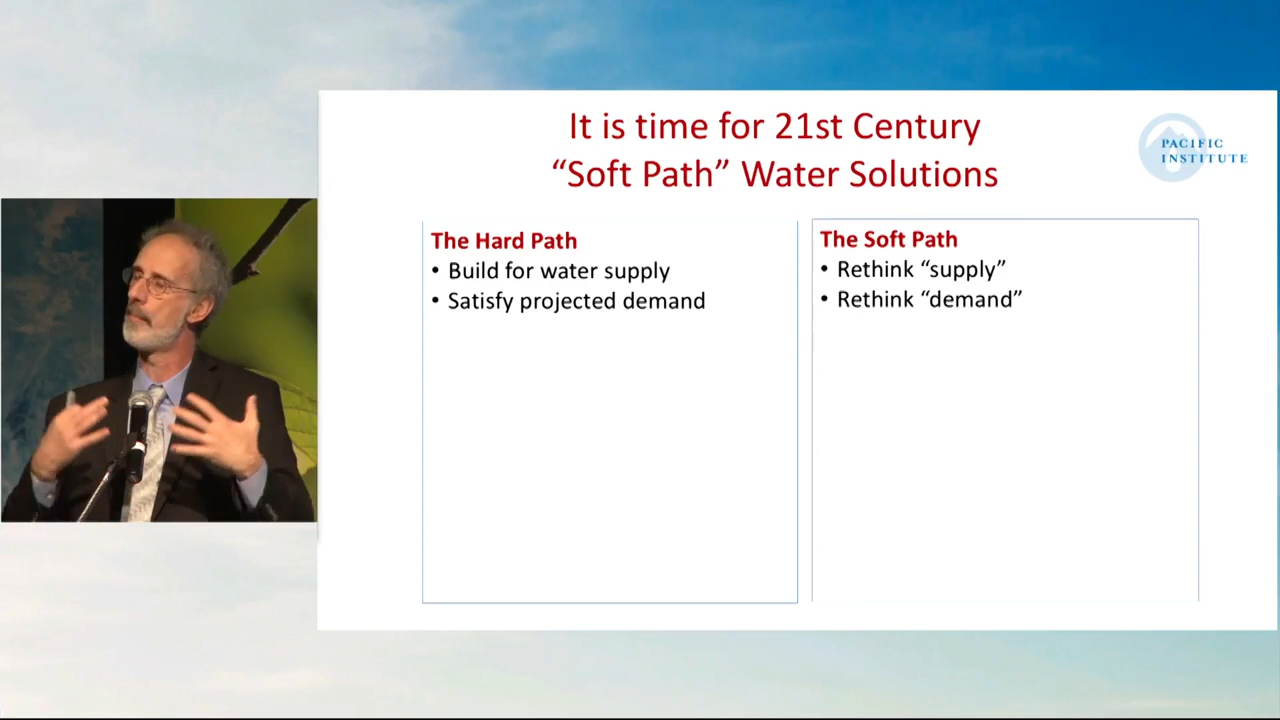 It is time for 21st Century
“Soft Path” Water Solutions
PACIFIC
INSTITUTE
The Hard Path
• Build for water supply
• Satisfy projected demand
The Soft Path
• Rethink “supply”
• Rethink “demand”